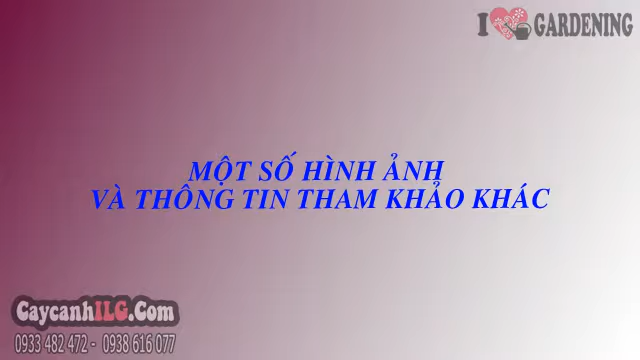 I GARDENING
MỘT SỐ HÌNH ẢNH
VÀ THÔNG TIN THAM KHẢO KHÁC
CaycanhILG.Com
0933 482 472 - 0938 616 077